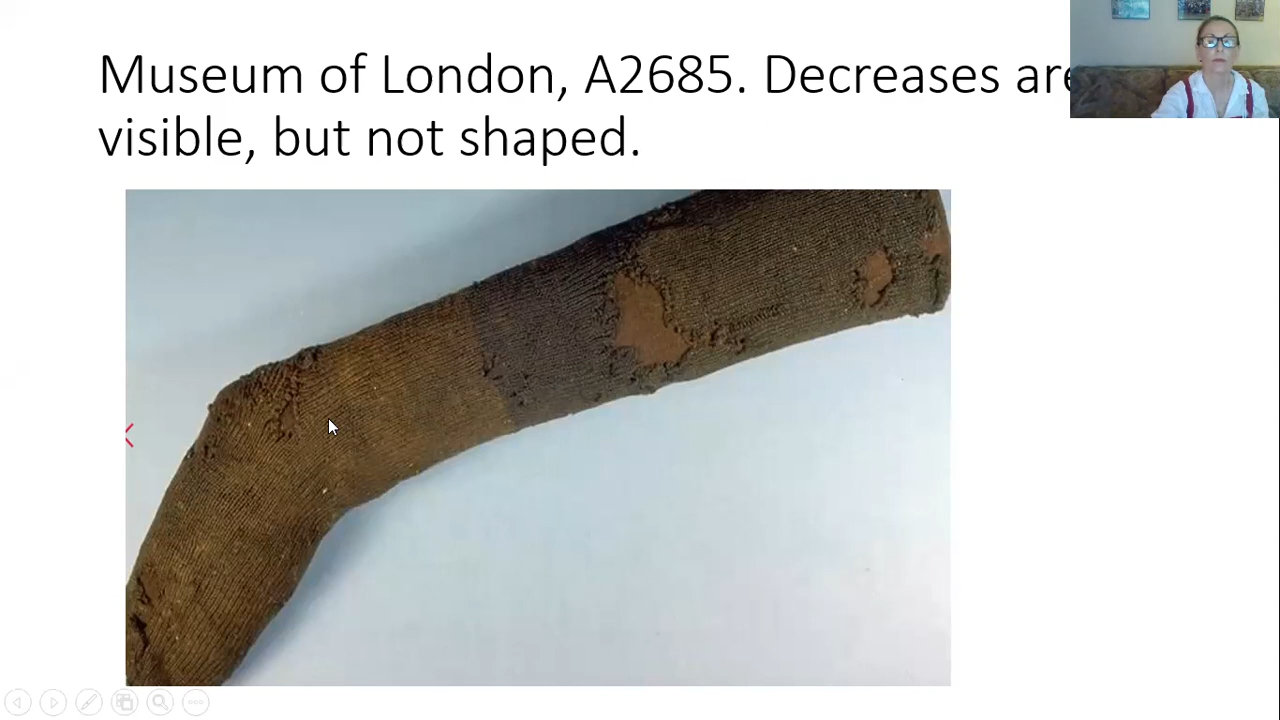 Museum of London, A2685. Decreases are
visible, but not shaped.